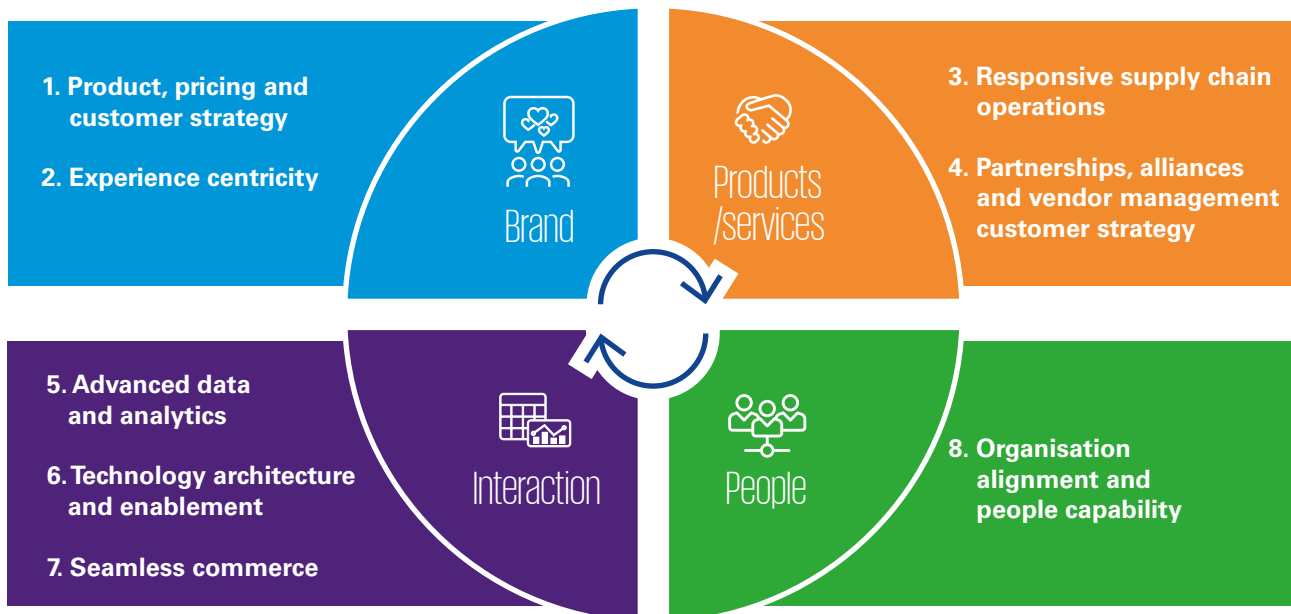 1. Product, pricing and
customer strategy
2. Experience centricity
Brand
Products
/services
3. Responsive supply chain
operations
4. Partnerships, alliances
and vendor management
customer strategy
5. Advanced data
and analytics
6. Technology architecture
and enablement
7. Seamless commerce
Interaction
People
8. Organisation
alignment and
people capability